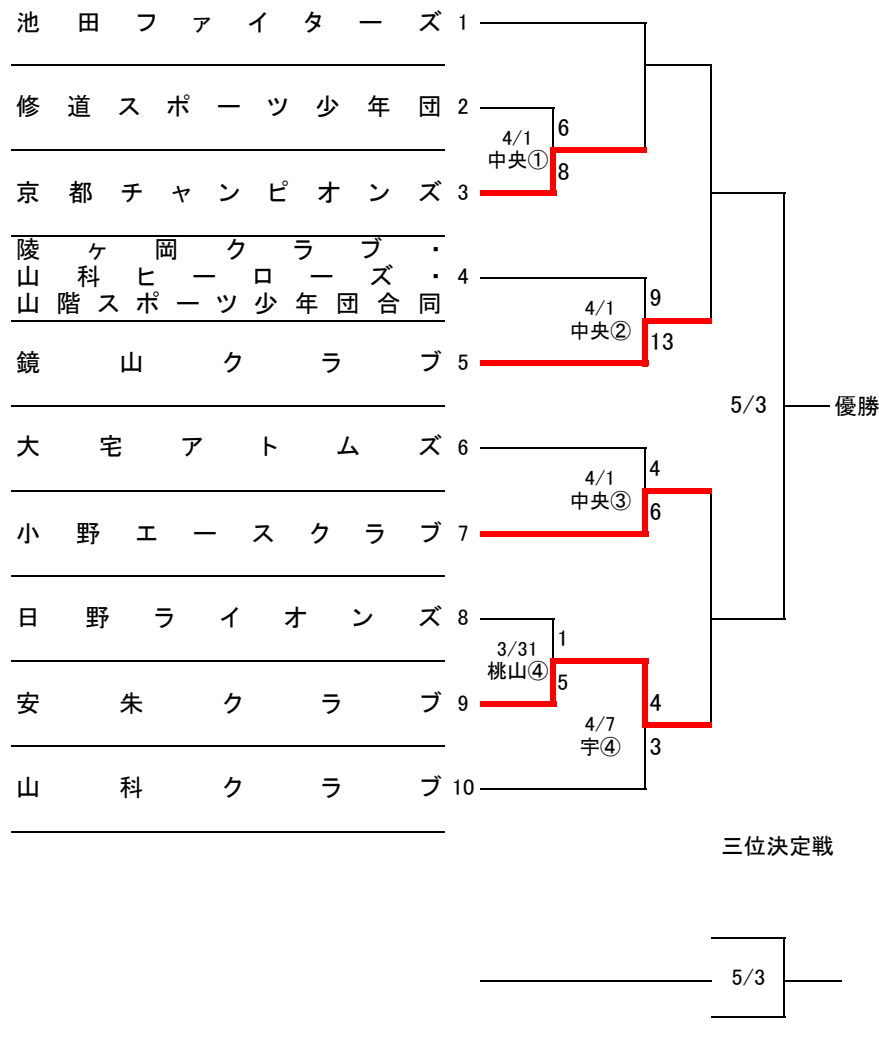 池田ファイターズ 1
修道スポーツ少年団 2
6
4/1
中央①
8
京都チャンピオンズ 3
陵ヶ岡クラブ・
山科ヒーローズ・
山階スポーツ少年団合同
4
9
4/1
中央②
13
鏡山クラブ 5
5/3
優勝
大宅アトムズ 6
4
4/1
中央③
6
小野エースクラブ 7
日野ライオンズ 8
1
3/31
桃山④
5
安朱クラブ 9
4
4/7
宇④
3
山科クラブ 10
三位決定戦
5/3